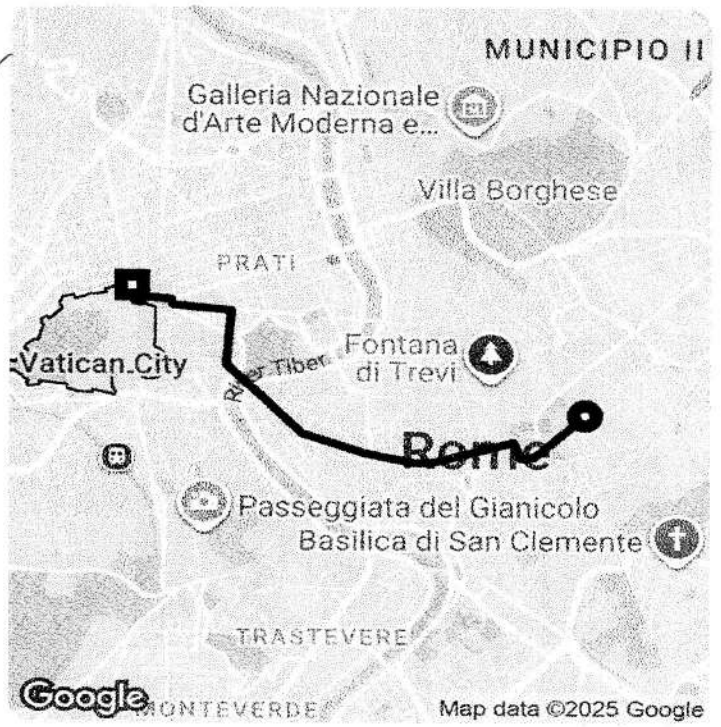 MUNICIPIO II
Galleria Nazionale
d'Arte Moderna e...
Villa Borghese
PRATI
Vatican City
River Tiber
Fontana
di Trevi
Rome
Passeggiata del Gianicolo
Basilica di San Clemente
TRASTEVERE
MONTEVERDE
Google
Map data ©2025 Google